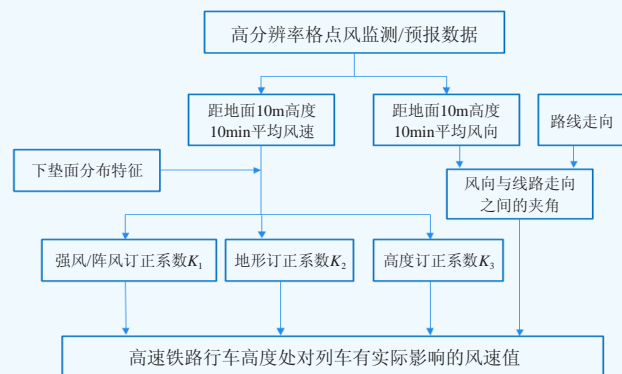 高分辨率格点风监测/预报数据
距地面10m高度
10min平均风速
距地面10m高度
10min平均风向
路线走向
下垫面分布特征
风向与线路走向
之间的夹角
强风/阵风订正系数K₁
地形订正系数K₂
高度订正系数K₃
高速铁路行车高度处对列车有实际影响的风速值